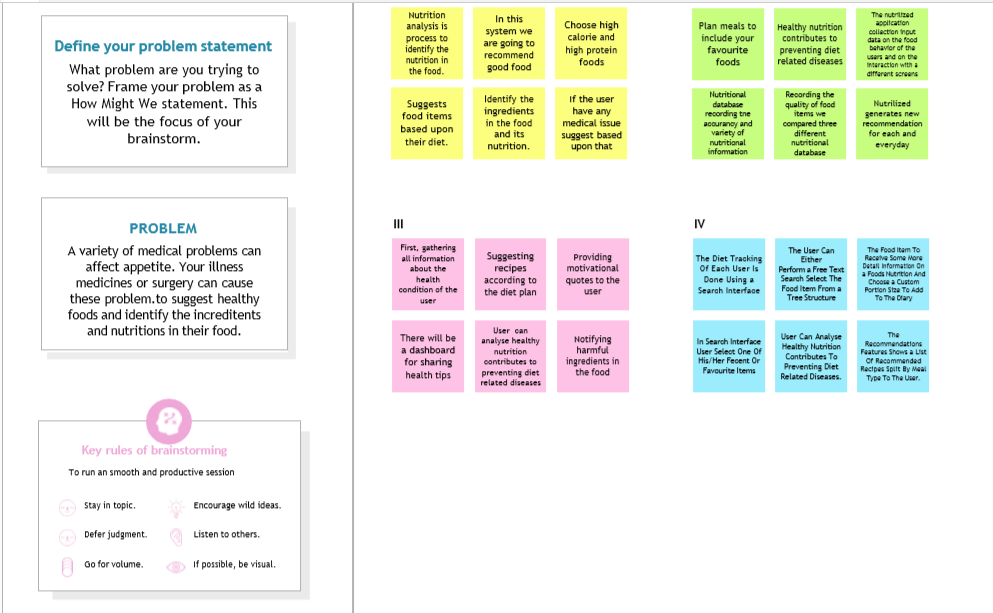 Define your problem statement
What problem are you trying to
solve? Frame your problem as a
How Might We statement. This
will be the focus of your
brainstorm.
PROBLEM
A variety of medical problems can
affect appetite. Your illness
medicines or surgery can cause
these problem.to suggest healthy
foods and identify the increditents
and nutritions in their food.
Key rules of brainstorming
To run an smooth and productive session
Stay in topic.
Encourage wild ideas.
Defer judgment.
Listen to others.
Go for volume.
If possible, be visual.
Nutrition
analysis is
process to
identify the
nutrition in
the food.
In this
system we
are going to
recommend
good food
Choose high
calorie and
high protein
foods
Suggests
food items
based upon
their diet.
Identify the
ingredients
in the food
and its
nutrition.
If the user
have any
medical issue
suggest based
upon that
Plan meals to
include your
favourite
foods
Healthy nutrition
contributes to
preventing diet
related diseases
The nutrilized
application
collection input
data on the food
behavior of the
users and on the
interaction with a
different screens
Nutritional
database
recording tne
accurancy and
variety of
nutritional
information
Recording the
quality of food
items we
compared three
different
nutritional
database
Nutrilized
generates new
recommendation
for each and
everyday
III
First, gathering
all information
about the
health
condition of the
user
Suggesting
recipes
according to
the diet plan
Providing
motivational
quotes to the
user
There will be
a dashboard
for sharing
health tips
User can
analyse healthy
nutrition
contributes to
preventing diet
related diseases
Notifying
harmful
ingredients in
the food
IV
The Diet Tracking
Of Each User Is
Done Using a
Search Interface
The User Can
Either
Perform a Free Text
Search Select The
Food Item From a
Tree Structure
The Food Item To
Receive Some More
Detail Information On
a Foods Nutrition And
Choose a Custom
Portion Size To Add
To The Diary
In Search Interface
User Select One Of
His/Her Fecent Or
Favourite Items
User Can Analyse
Healthy Nutrition
Contributes To
Preventing Diet
Related Diseases.
The
Recommendations
Features Shows a List
Of Recommended
Recipes Split By Meal
Type To The User.